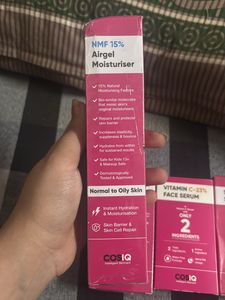 NMF 15%
Airgel
Moisturiser
15% Natural
Moisturising Factors
Bio-similar molecules
that mimic skin's
original moisturisers
Repairs and protects
skin barrier
Increases elasticity,
suppleness & bounce
Hydrates from within
for sustained results
Safe for Kids 13+
& Makeup Safe
Dermatologically
Tested & Approved
Normal to Oily Skin
Instant Hydration
& Moisturisation
Skin Barrier &
Skin Cell Repair
COSIQ
VITAMIN C-23%
FACE SERUM
ONLY
2
INGREDIENTS
COSIQ